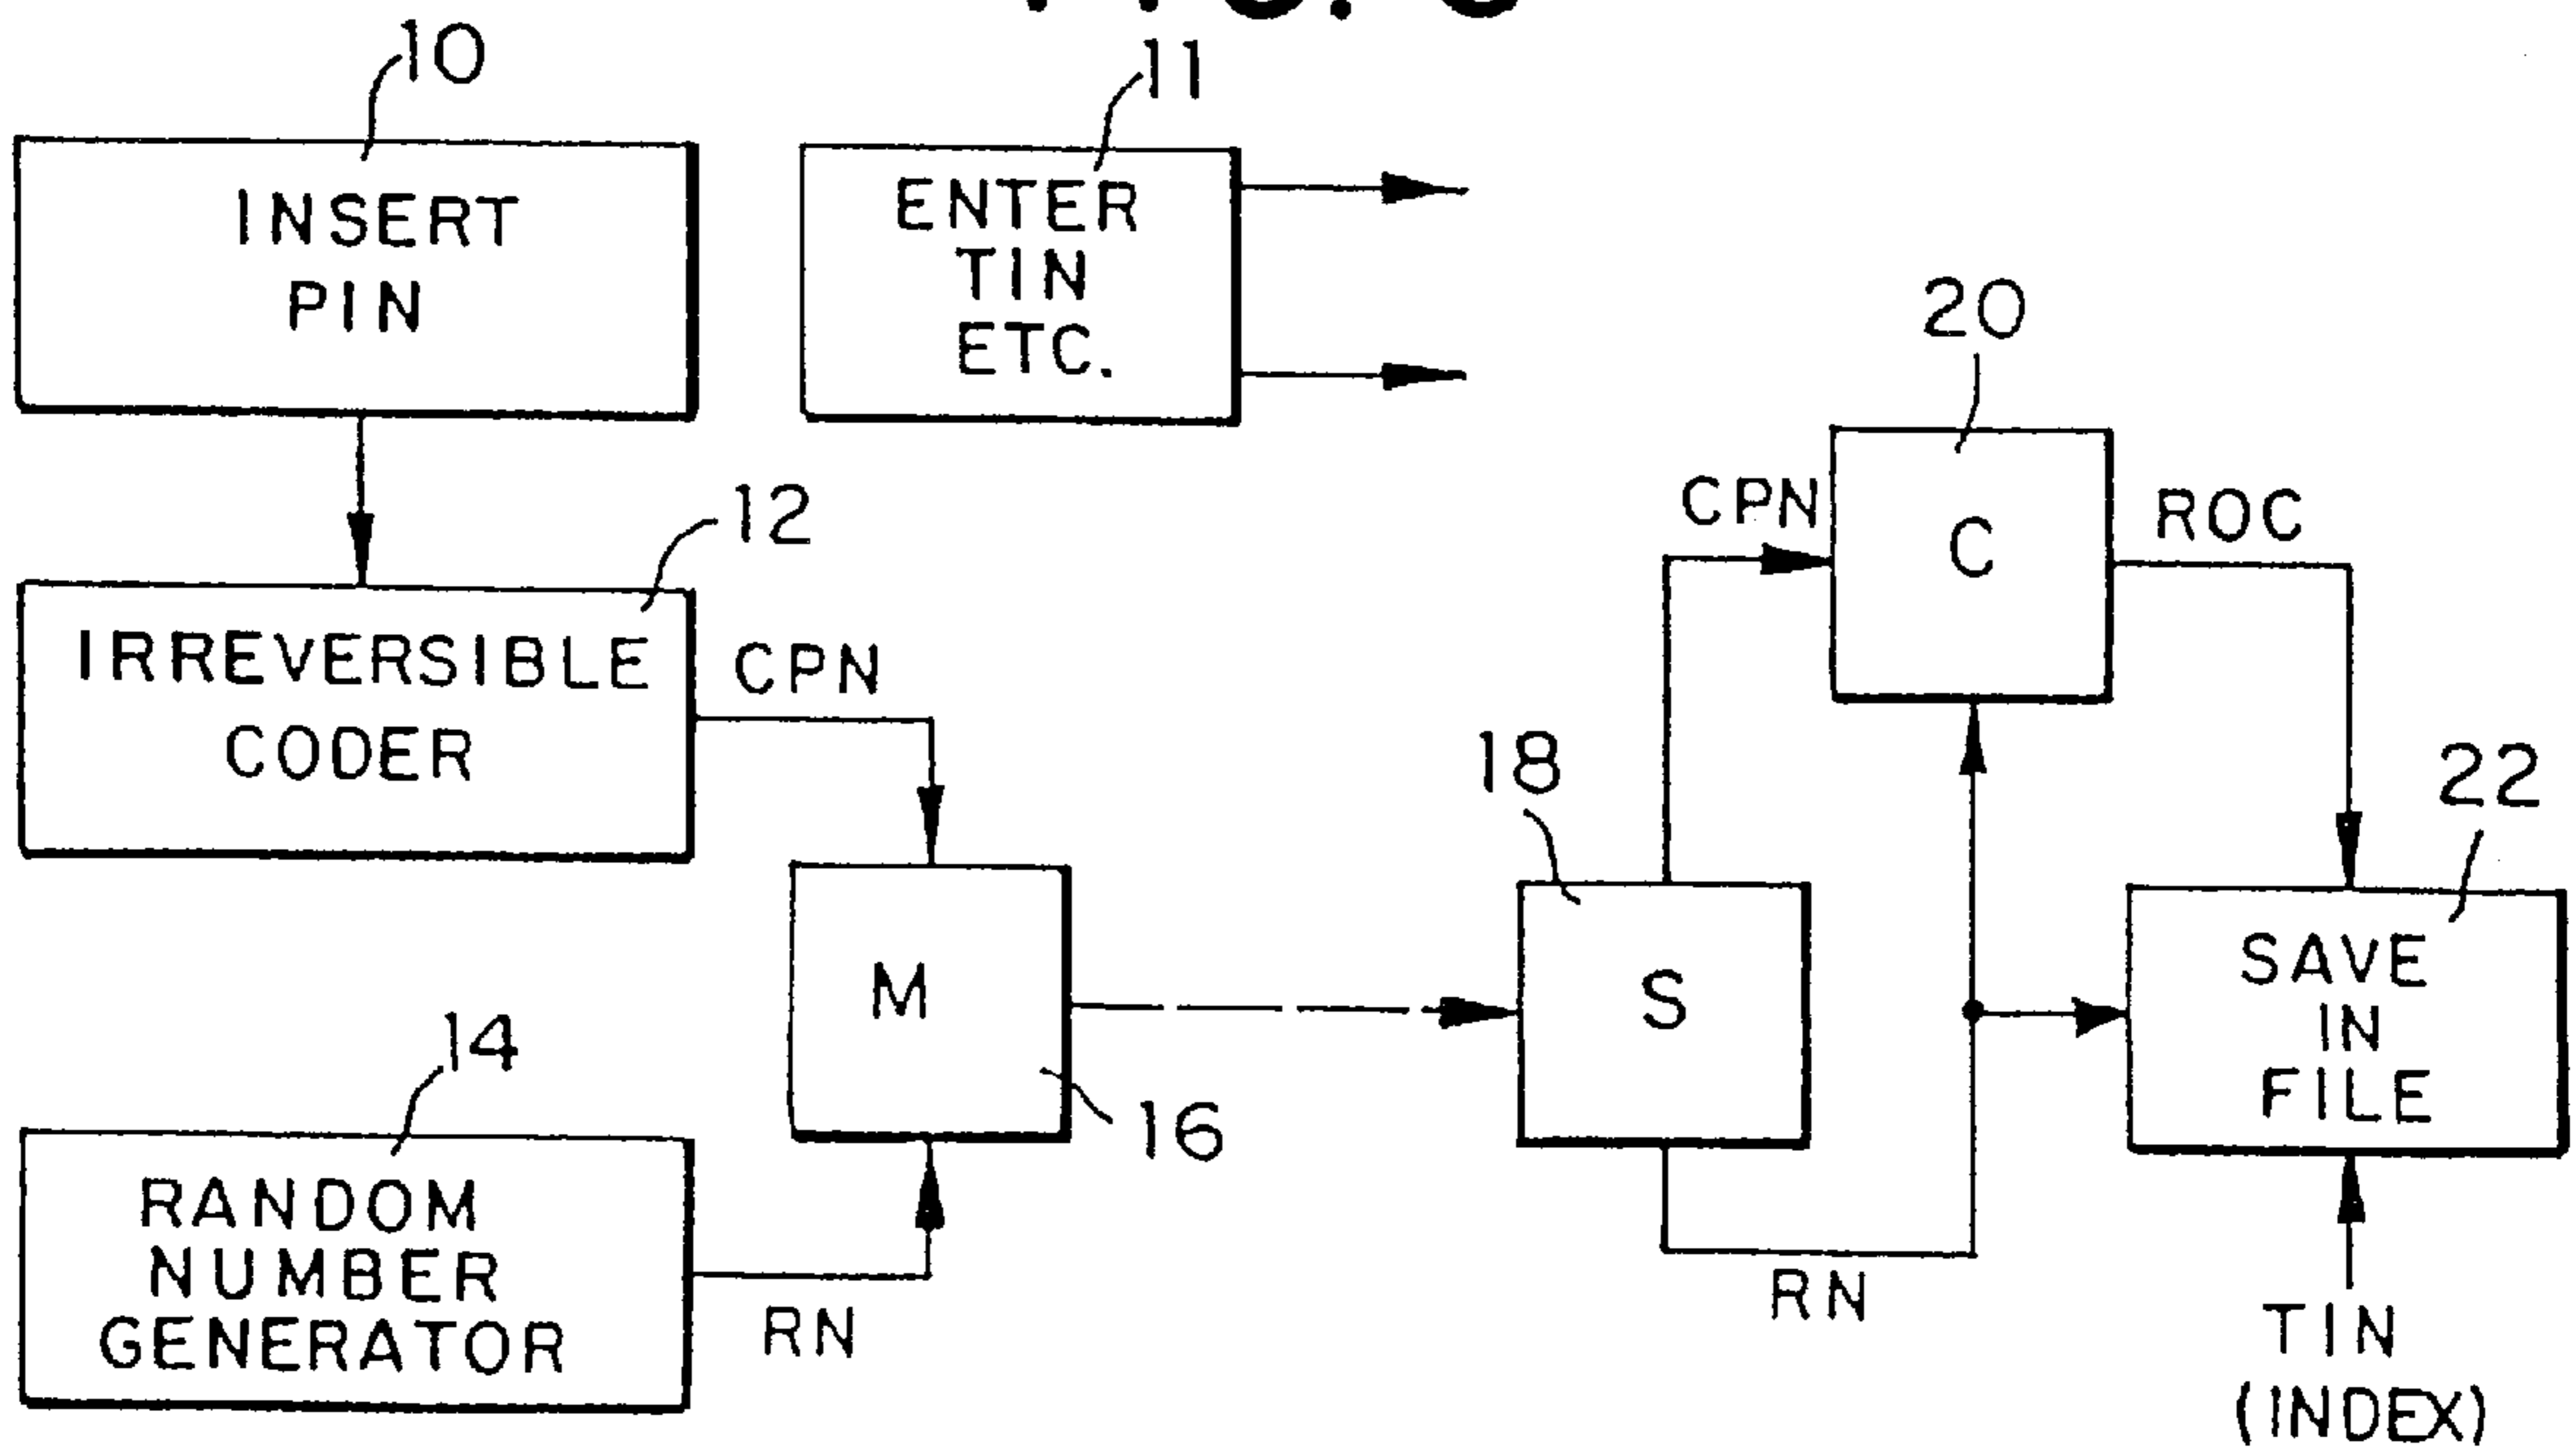 10
11
INSERT
PIN
ENTER
TIN
ETC.
20
C
CPN
ROC
12
IRREVERSIBLE
CODER
CPN
18
S
22
SAVE
IN
FILE
M
16
14
RANDOM
NUMBER
GENERATOR
RN
RN
TIN
(INDEX)